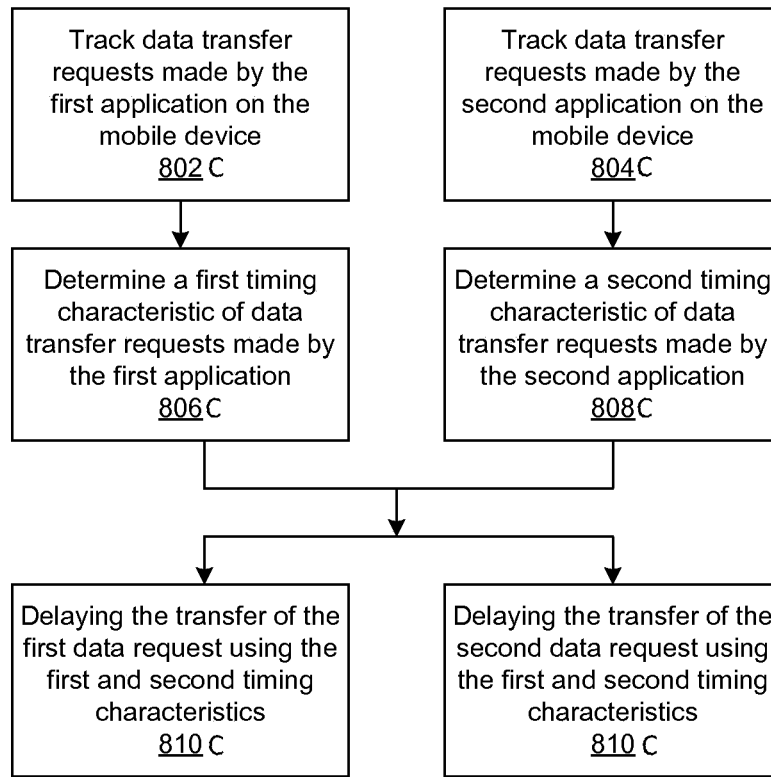 Track data transfer
requests made by the
first application on the
mobile device
802 C
Track data transfer
requests made by the
second application on the
mobile device
804 C
Determine a first timing
characteristic of data
transfer requests made by
the first application
806 C
Determine a second timing
characteristic of data
transfer requests made by
the second application
808 C
Delaying the transfer of the
first data request using the
first and second timing
characteristics
810 C
Delaying the transfer of the
second data request using
the first and second timing
characteristics
810 C